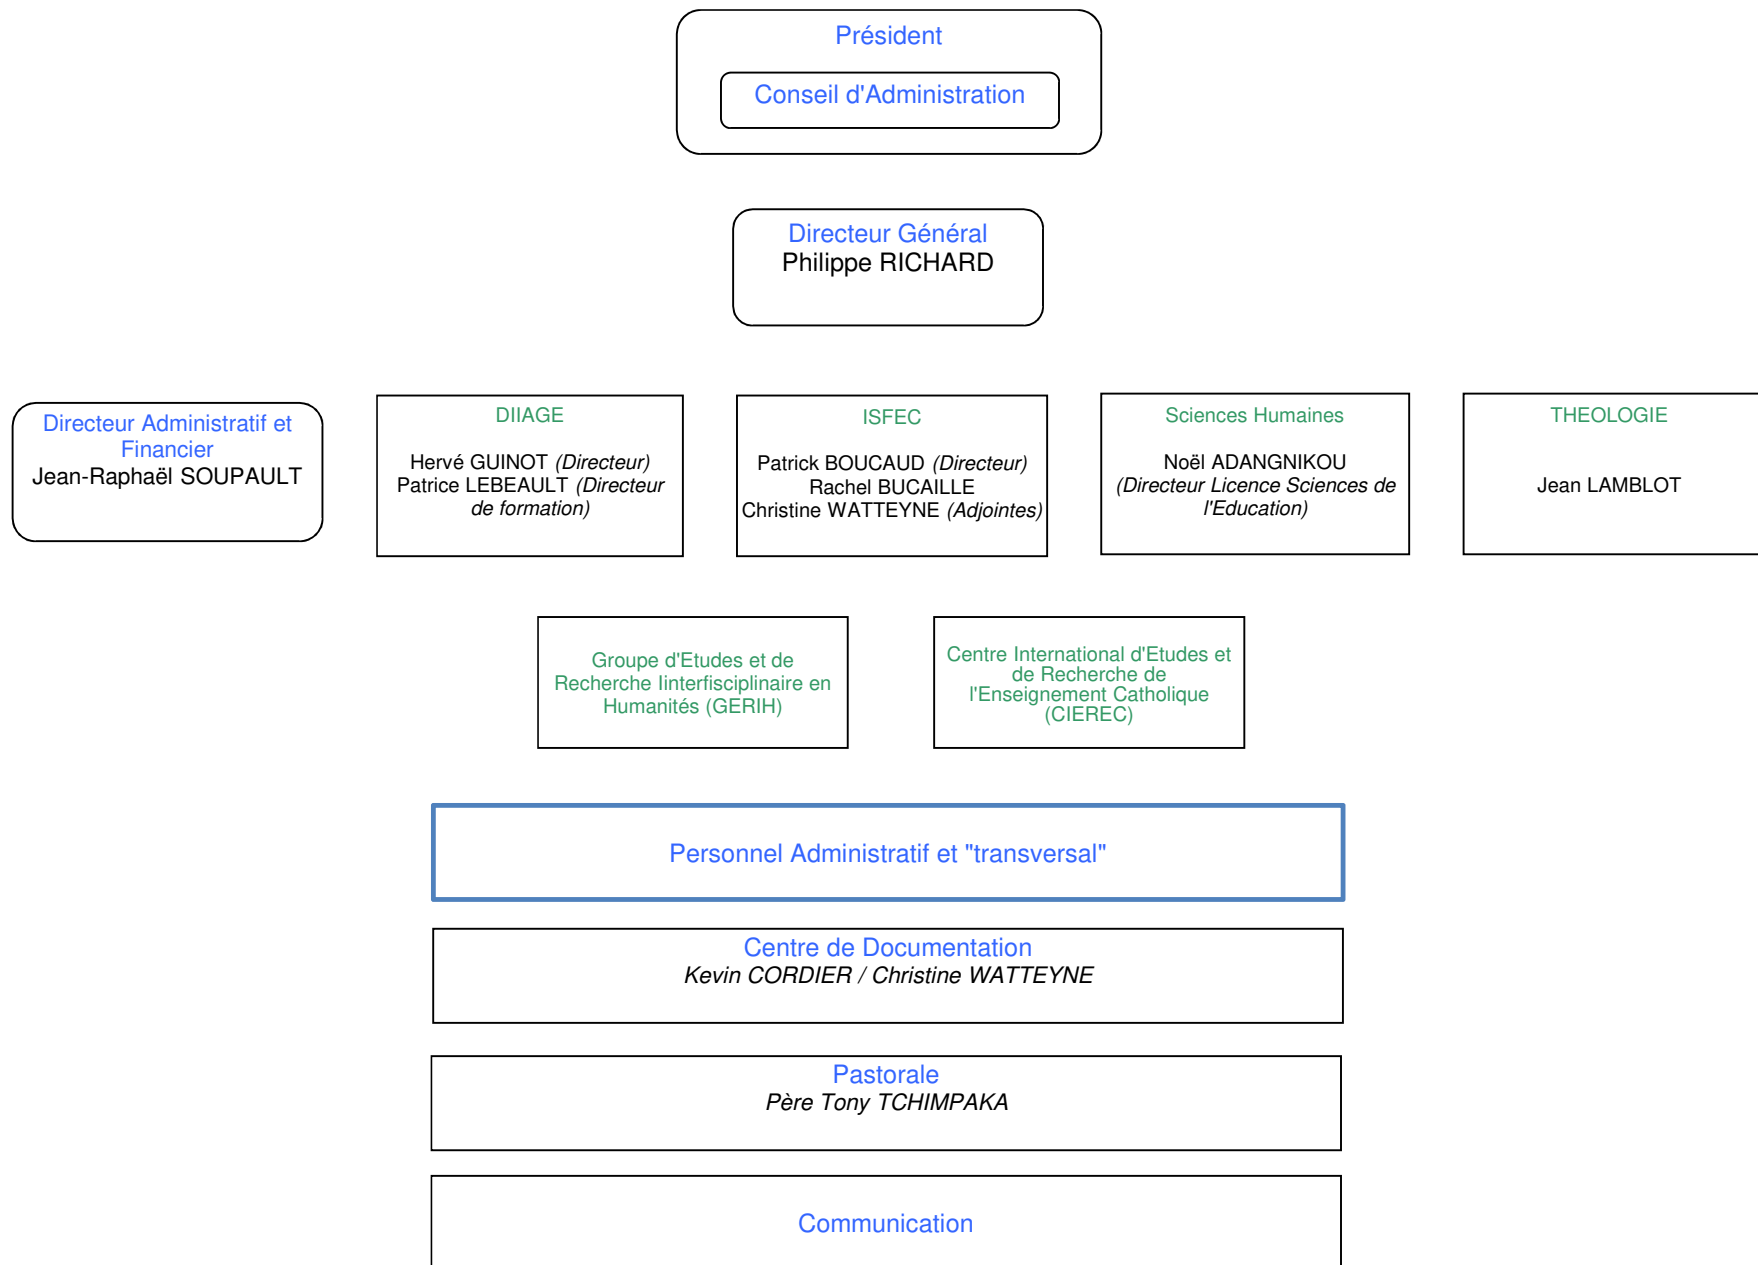 Président
Conseil d'Administration
Directeur Général
Philippe RICHARD
Directeur Administratif et
Financier
Jean-Raphaël SOUPAULT
DIIAGE
Hervé GUINOT (Directeur)
Patrice LEBEAULT (Directeur
de formation)
ISFEC
Patrick BOUCAUD (Directeur)
Rachel BUCAILLE
Christine WATTEYNE (Adjointes)
Sciences Humaines
Noël ADANGNIKOU
(Directeur Licence Sciences de
l'Education)
THEOLOGIE
Jean LAMBLOT
Groupe d'Etudes et de
Recherche Iinterfisciplinaire en
Humanités (GERIH)
Centre International d'Etudes et
de Recherche de
l'Enseignement Catholique
(CIEREC)
Personnel Administratif et "transversal"
Centre de Documentation
Kevin CORDIER / Christine WATTEYNE
Pastorale
Père Tony TCHIMPAKA
Communication